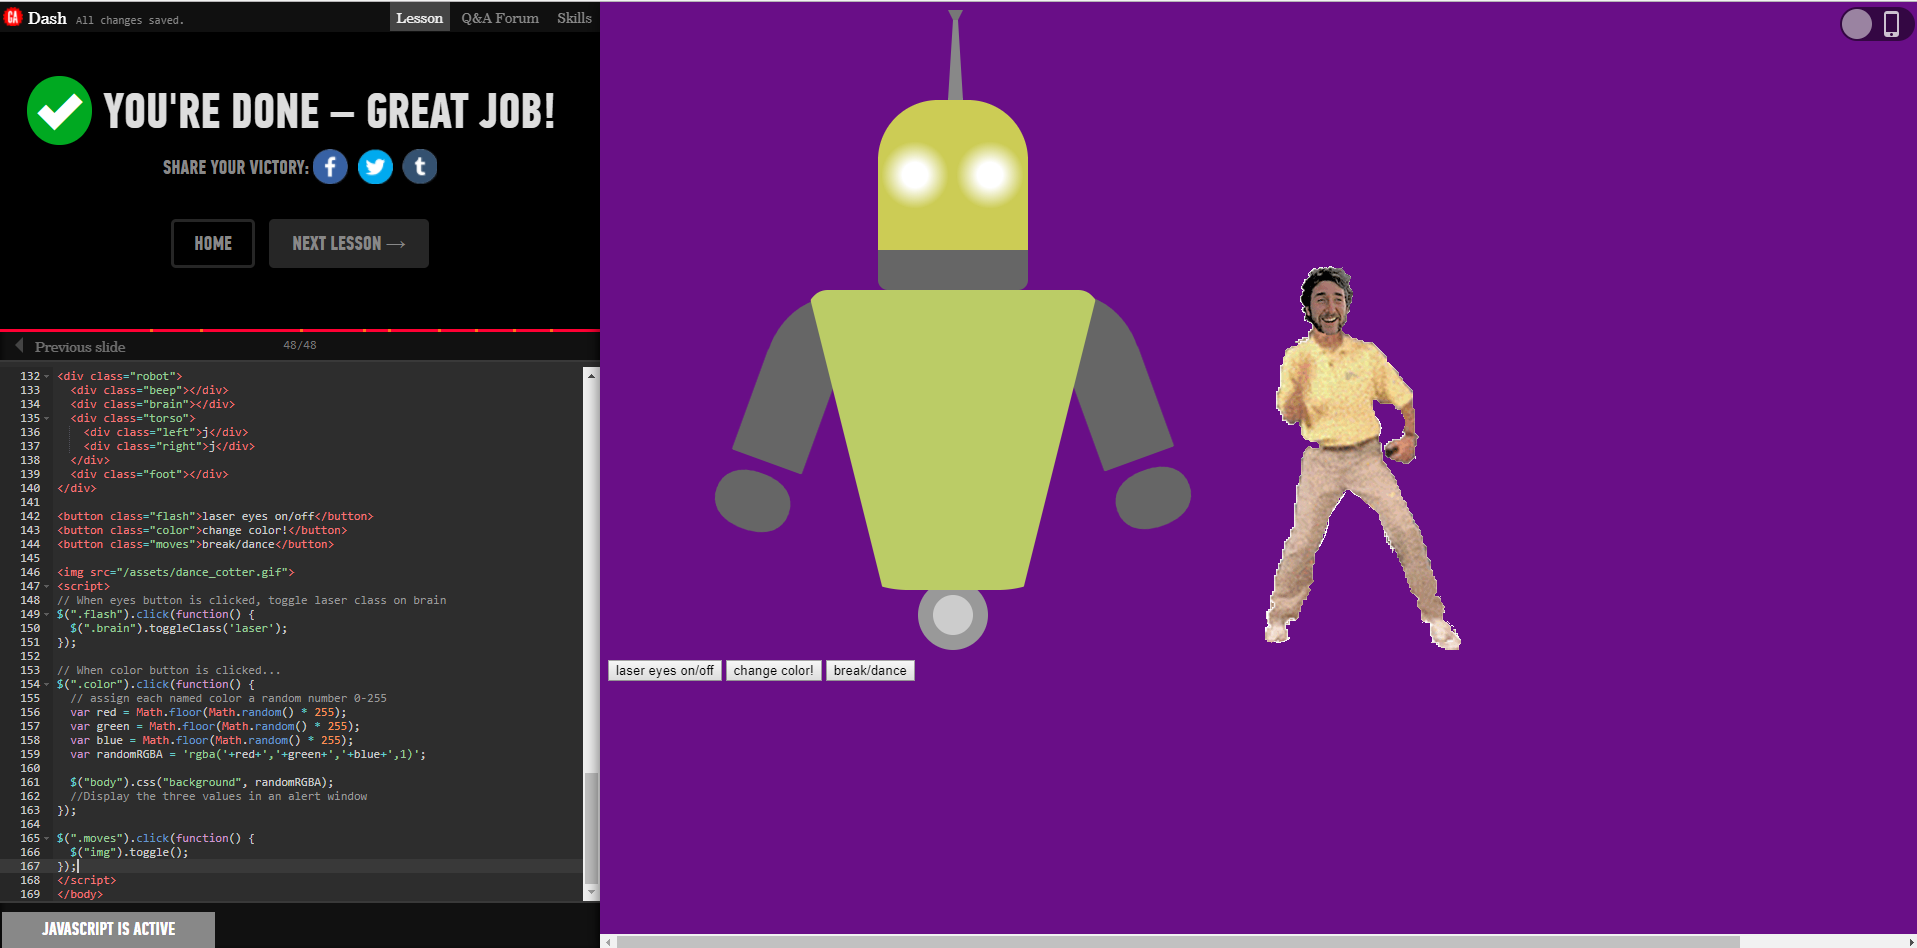 GA Dash All changes saved. Lesson Q&A Forum Skills
YOU'RE DONE — GREAT JOB!
SHARE YOUR VICTORY: f t
HOME NEXT LESSON →
Previous slide 48/48
132 <div class="robot">
133 <div class="beep"></div>
134 <div class="brain"></div>
135 <div class="torso">
136 <div class="left">j</div>
137 <div class="right">j</div>
138 </div>
139 <div class="foot"></div>
140 </div>
141
142 <button class="flash">laser eyes on/off</button>
143 <button class="color">change color!</button>
144 <button class="moves">break/dance</button>
145
146 <img src="/assets/dance_cotter.gif">
147 <script>
148 // When eyes button is clicked, toggle laser class on brain
149 $(".flash").click(function() {
150 $(".brain").toggleClass('laser');
151 });
152
153 // When color button is clicked...
154 $(".color").click(function() {
155 // assign each named color a random number 0-255
156 var red = Math.floor(Math.random() * 255);
157 var green = Math.floor(Math.random() * 255);
158 var blue = Math.floor(Math.random() * 255);
159 var randomRGBA = 'rgba('+red+','+green+','+blue+',1)';
160
161 $("body").css("background", randomRGBA);
162 //Display the three values in an alert window
163 });
164
165 $(".moves").click(function() {
166 $("img").toggle();
167 });
168 </script>
169 </body>
JAVASCRIPT IS ACTIVE
laser eyes on/off change color! break/dance